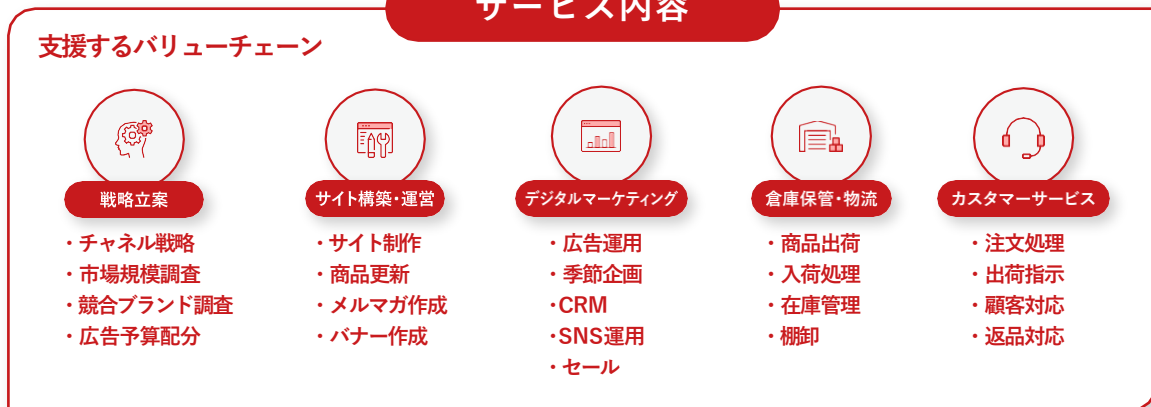 サービス内容
支援するバリューチェーン
戦略立案
・チャネル戦略
・市場規模調査
・競合ブランド調査
・広告予算配分
サイト構築・運営
・サイト制作
・商品更新
・メルマガ作成
・バナー作成
デジタルマーケティング
・広告運用
・季節企画
・CRM
・SNS運用
・セール
倉庫保管・物流
・商品出荷
・入荷処理
・在庫管理
・棚卸
カスタマーサービス
・注文処理
・出荷指示
・顧客対応
・返品対応